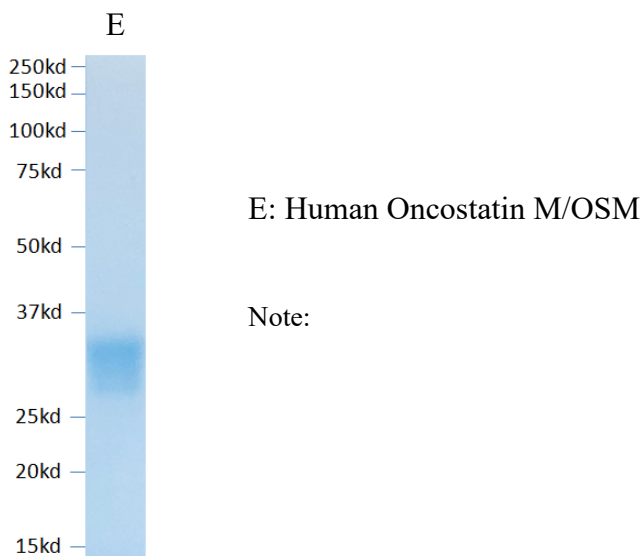 E
250kd
150kd
100kd
75kd
50kd
37kd
25kd
20kd
15kd
E: Human Oncostatin M/OSM
Note: